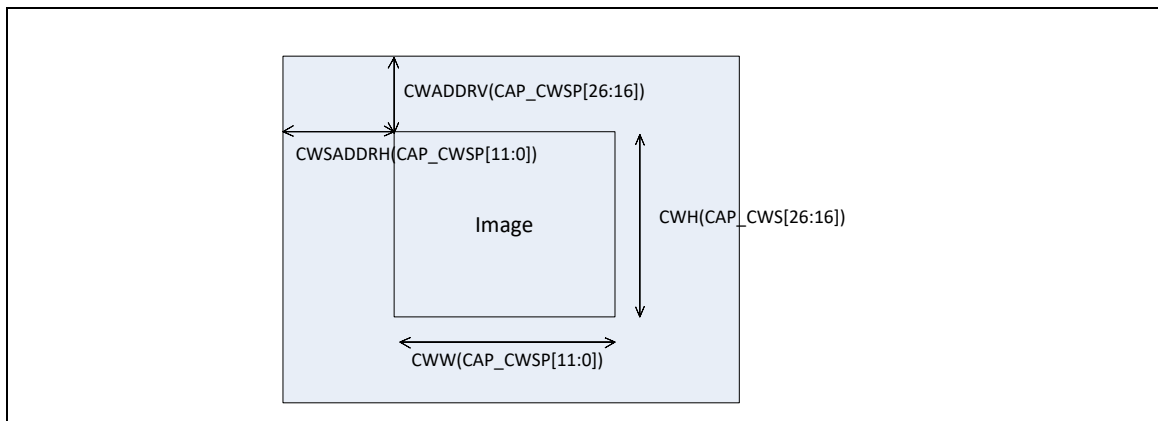 CWADDRV(CAP_CWSP[26:16])
CWSADDRH(CAP_CWSP[11:0])
Image
CWH(CAP_CWS[26:16])
CWW(CAP_CWSP[11:0])